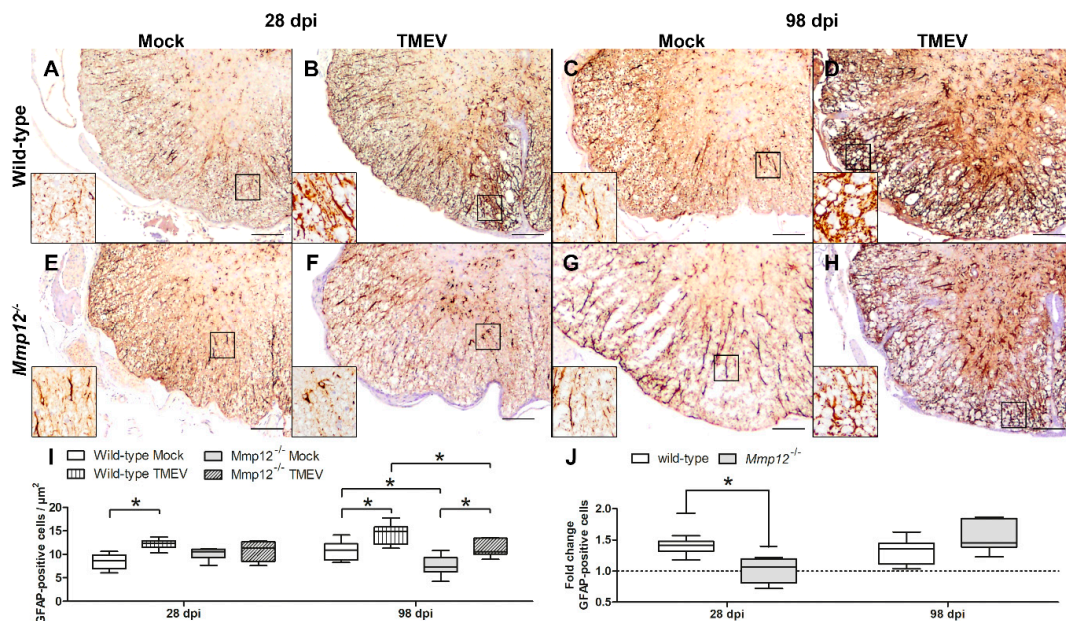 28 dpi 98 dpi
Mock TMEV Mock TMEV
Wild-type
A B C D
Mmp12-/-
E F G H
I
Wild-type Mock Mmp12-/- Mock
Wild-type TMEV Mmp12-/- TMEV
* * * * *
GFAP-positive cells / µm²
20
15
10
5
0
28 dpi 98 dpi
J
wild-type Mmp12-/-
*
Fold change
GFAP-positive cells
2.0
1.5
1.0
0.5
28 dpi 98 dpi